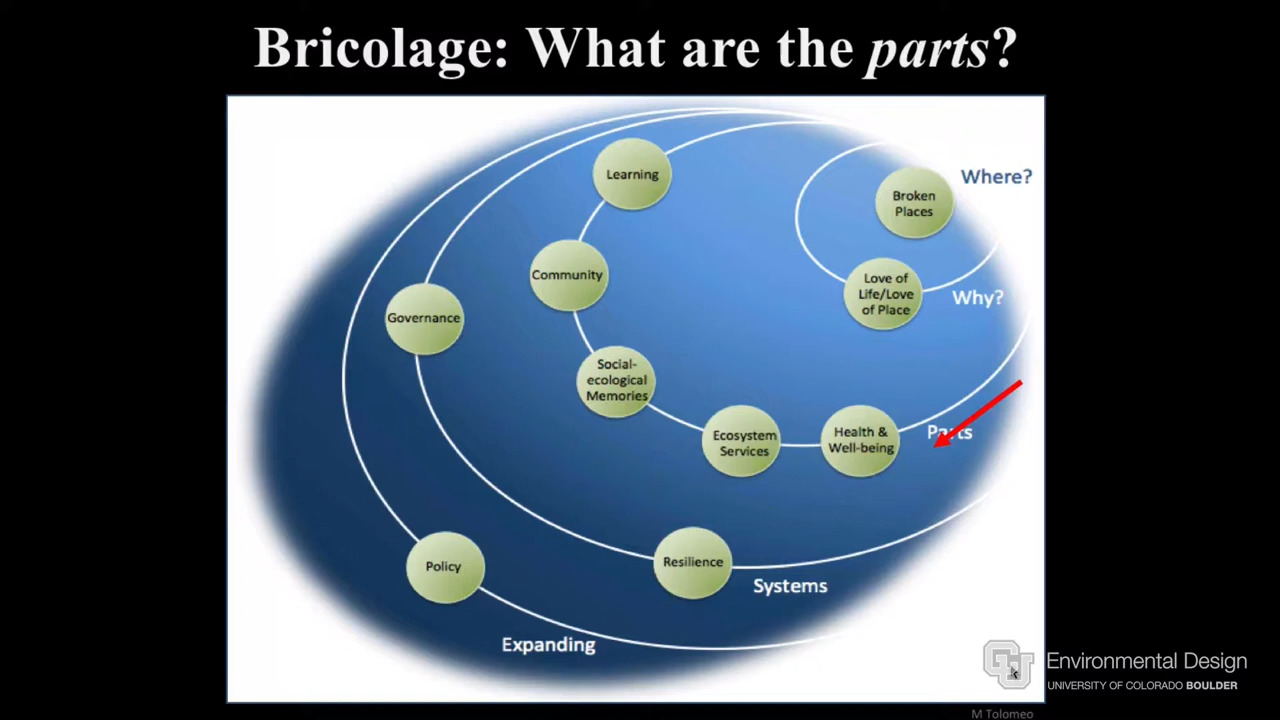 Bricolage: What are the parts?
Learning
Broken
Places
Where?
Community
Love of
Life/Love
of Place
Why?
Governance
Social-
ecological
Memories
Ecosystem
Services
Health &
Well-being
Parts
Policy
Resilience
Systems
Expanding
CU
Environmental Design
UNIVERSITY OF COLORADO BOULDER
M Tolomeo